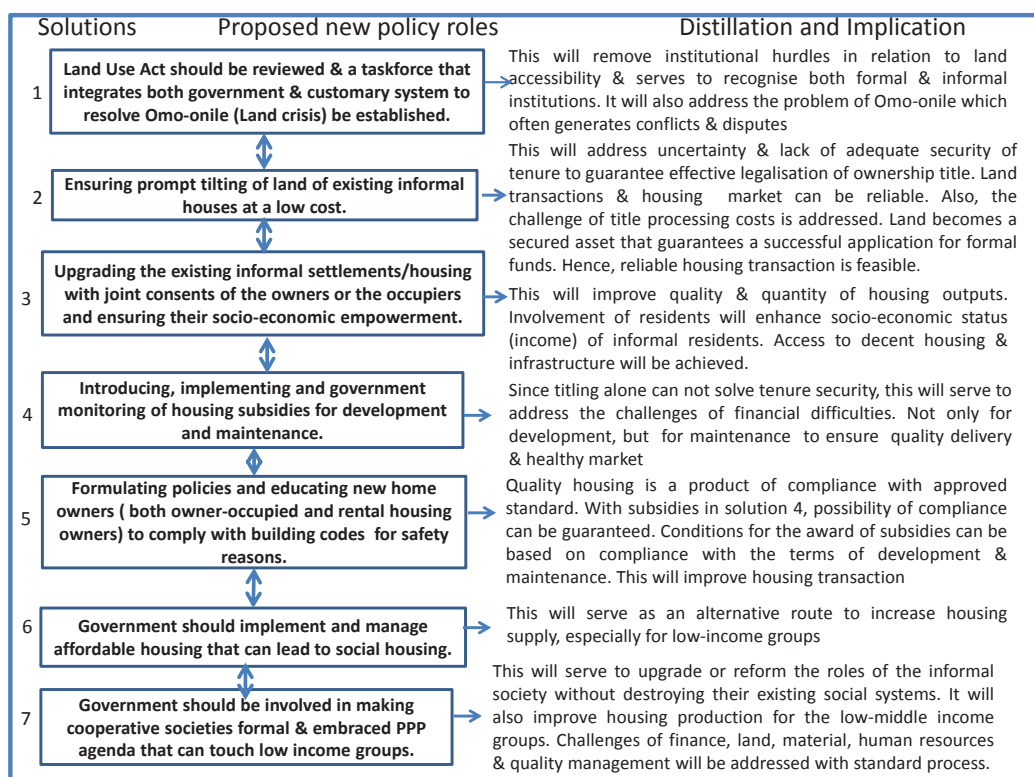 Solutions Proposed new policy roles Distillation and Implication
1
Land Use Act should be reviewed & a taskforce that
integrates both government & customary system to
resolve Omo-onile (Land crisis) be established.
This will remove institutional hurdles in relation to land
accessibility & serves to recognise both formal & informal
institutions. It will also address the problem of Omo-onile which
often generates conflicts & disputes
2
Ensuring prompt tilting of land of existing informal
houses at a low cost.
This will address uncertainty & lack of adequate security of
tenure to guarantee effective legalisation of ownership title. Land
transactions & housing market can be reliable. Also, the
challenge of title processing costs is addressed. Land becomes a
secured asset that guarantees a successful application for formal
funds. Hence, reliable housing transaction is feasible.
3
Upgrading the existing informal settlements/housing
with joint consents of the owners or the occupiers
and ensuring their socio-economic empowerment.
This will improve quality & quantity of housing outputs.
Involvement of residents will enhance socio-economic status
(income) of informal residents. Access to decent housing &
infrastructure will be achieved.
4
Introducing, implementing and government
monitoring of housing subsidies for development
and maintenance.
Since titling alone can not solve tenure security, this will serve to
address the challenges of financial difficulties. Not only for
development, but for maintenance to ensure quality delivery
& healthy market
5
Formulating policies and educating new home
owners ( both owner-occupied and rental housing
owners) to comply with building codes for safety
reasons.
Quality housing is a product of compliance with approved
standard. With subsidies in solution 4, possibility of compliance
can be guaranteed. Conditions for the award of subsidies can be
based on compliance with the terms of development &
maintenance. This will improve housing transaction
6
Government should implement and manage
affordable housing that can lead to social housing.
This will serve as an alternative route to increase housing
supply, especially for low-income groups
7
Government should be involved in making
cooperative societies formal & embraced PPP
agenda that can touch low income groups.
This will serve to upgrade or reform the roles of the informal
society without destroying their existing social systems. It will
also improve housing production for the low-middle income
groups. Challenges of finance, land, material, human resources
& quality management will be addressed with standard process.